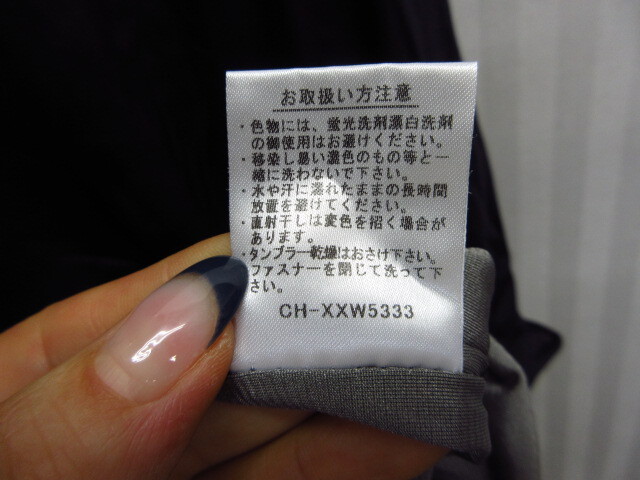 お取扱い方注意
・色物には、蛍光洗剤漂白洗剤
の御使用はお避けください。
・移染し易い濃色のもの等と一
緒に洗わないで下さい。
・水や汗に濡れたままの長時間
放置を避けてください。
・直射干しは変色を招く場合が
あります。
・タンブラー乾燥はおさけ下さい。
・ファスナーを閉じて洗って下
さい。
CH-XXW5333